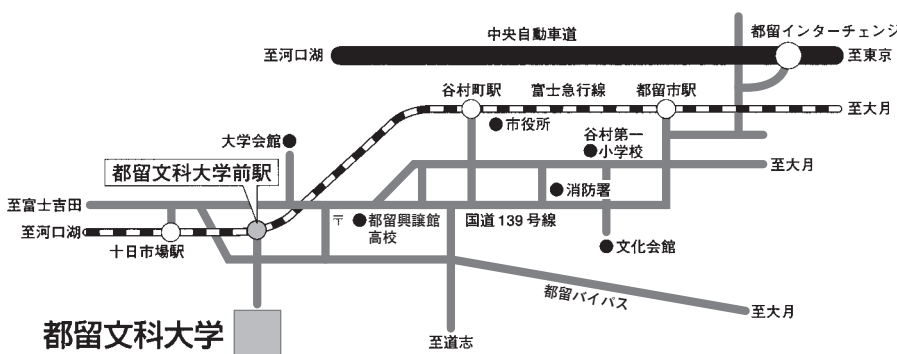 都留インターチェンジ
中央自動車道
至河口湖
至東京
谷村町駅
富士急行線
都留市駅
至大月
市役所
大学会館
谷村第一
小学校
至大月
都留文科大学前駅
消防署
至富士吉田
〒
都留興譲館
高校
国道139号線
至河口湖
十日市場駅
文化会館
都留バイパス
至大月
都留文科大学
至道志